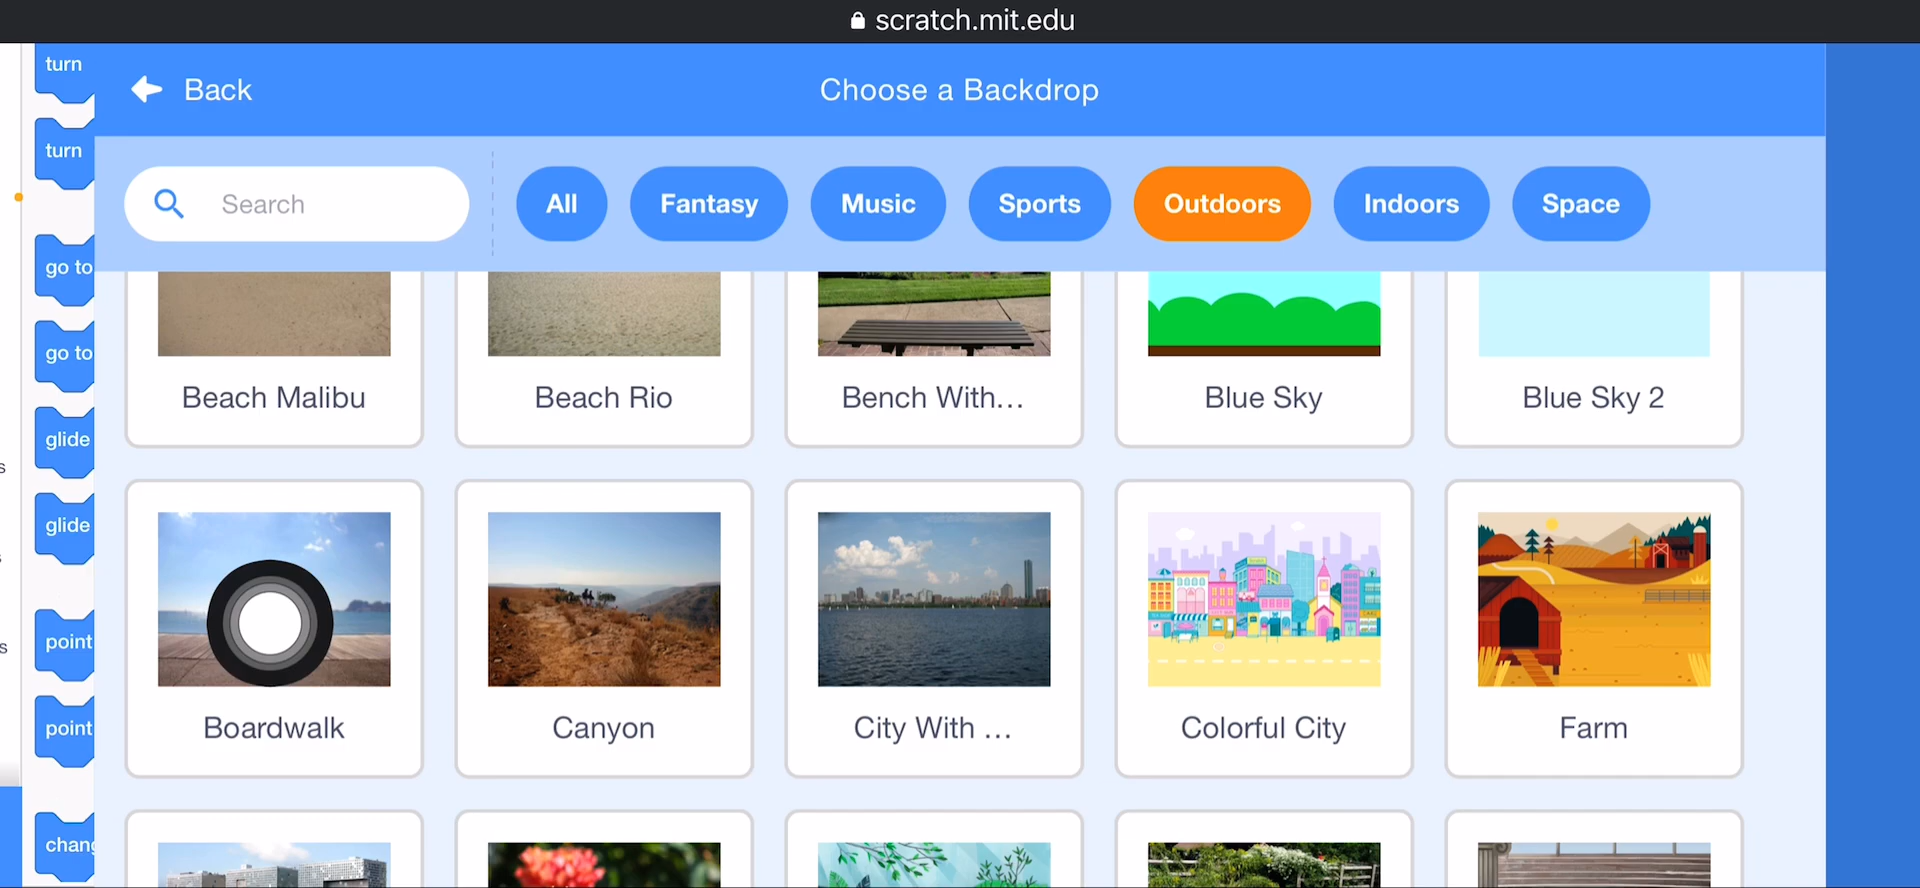 scratch.mit.edu
turn
Back
Choose a Backdrop
turn
Search
All
Fantasy
Music
Sports
Outdoors
Indoors
Space
go to
go to
Beach Malibu
Beach Rio
Bench With...
Blue Sky
Blue Sky 2
glide
s
glide
point
s
point
Boardwalk
Canyon
City With ...
Colorful City
Farm
chang